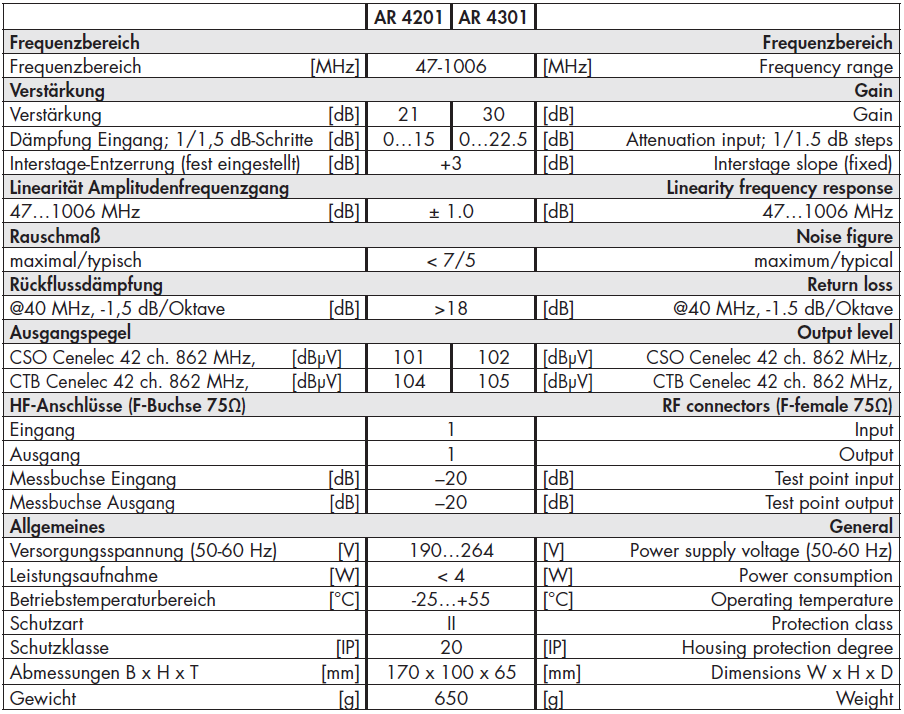 AR 4201 AR 4301
Frequenzbereich Frequenzbereich
Frequenzbereich [MHz] 47-1006 [MHz] Frequency range
Verstärkung Gain
Verstärkung [dB] 21 30 [dB] Gain
Dämpfung Eingang; 1/1,5 dB-Schritte [dB] 0...15 0...22.5 [dB] Attenuation input; 1/1.5 dB steps
Interstage-Entzerrung (fest eingestellt) [dB] +3 [dB] Interstage slope (fixed)
Linearität Amplitudenfrequenzgang Linearity frequency response
47...1006 MHz [dB] ± 1.0 [dB] 47...1006 MHz
Rauschmaß Noise figure
maximal/typisch < 7/5 maximum/typical
Rückflussdämpfung Return loss
@40 MHz, -1,5 dB/Oktave [dB] >18 [dB] @40 MHz, -1.5 dB/Oktave
Ausgangspegel Output level
CSO Cenelec 42 ch. 862 MHz, [dBµV] 101 102 [dBµV] CSO Cenelec 42 ch. 862 MHz,
CTB Cenelec 42 ch. 862 MHz, [dBµV] 104 105 [dBµV] CTB Cenelec 42 ch. 862 MHz,
HF-Anschlüsse (F-Buchse 75Ω) RF connectors (F-female 75Ω)
Eingang 1 Input
Ausgang 1 Output
Messbuchse Eingang [dB] –20 [dB] Test point input
Messbuchse Ausgang [dB] –20 [dB] Test point output
Allgemeines General
Versorgungsspannung (50-60 Hz) [V] 190...264 [V] Power supply voltage (50-60 Hz)
Leistungsaufnahme [W] < 4 [W] Power consumption
Betriebstemperaturbereich [°C] -25...+55 [°C] Operating temperature
Schutzart II Protection class
Schutzklasse [IP] 20 [IP] Housing protection degree
Abmessungen B x H x T [mm] 170 x 100 x 65 [mm] Dimensions W x H x D
Gewicht [g] 650 [g] Weight